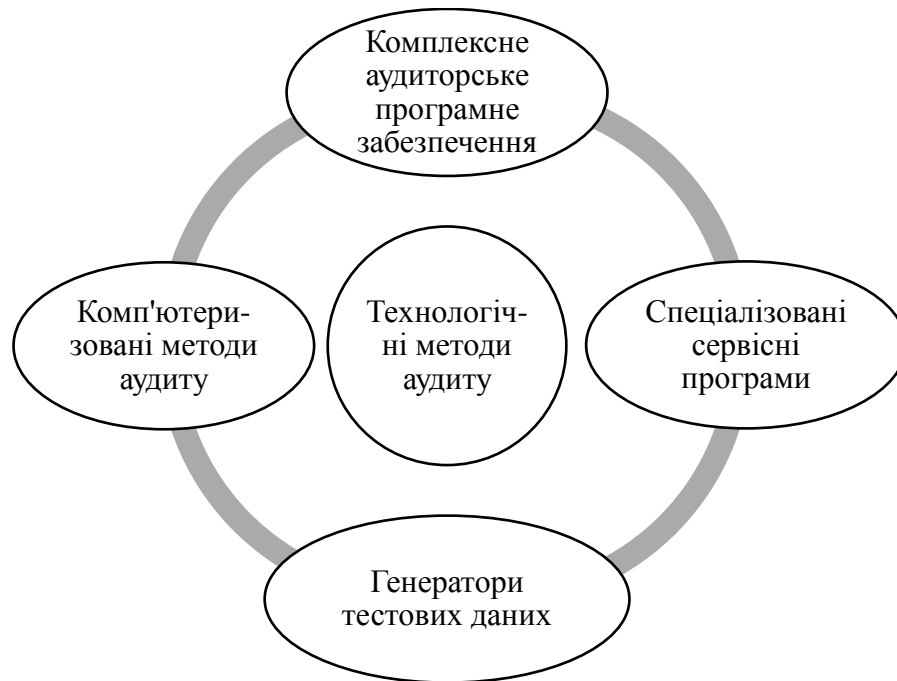 Комплексне
аудиторське
програмне
забезпечення
Комп'ютери-
зовані методи
аудиту
Технологіч-
ні методи
аудиту
Спеціалізовані
сервісні
програми
Генератори
тестових даних